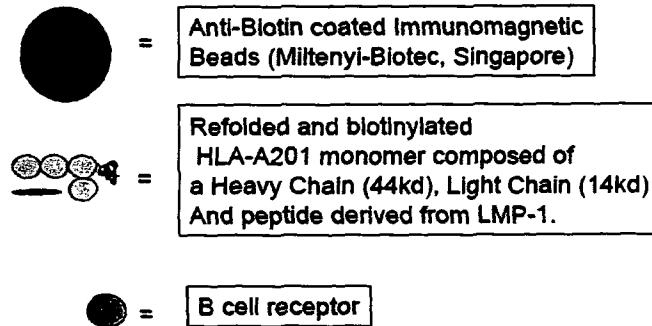 = Anti-Biotin coated Immunomagnetic
Beads (Miltenyi-Biotec, Singapore)
= Refolded and biotinylated
HLA-A201 monomer composed of
a Heavy Chain (44kd), Light Chain (14kd)
And peptide derived from LMP-1.
= B cell receptor